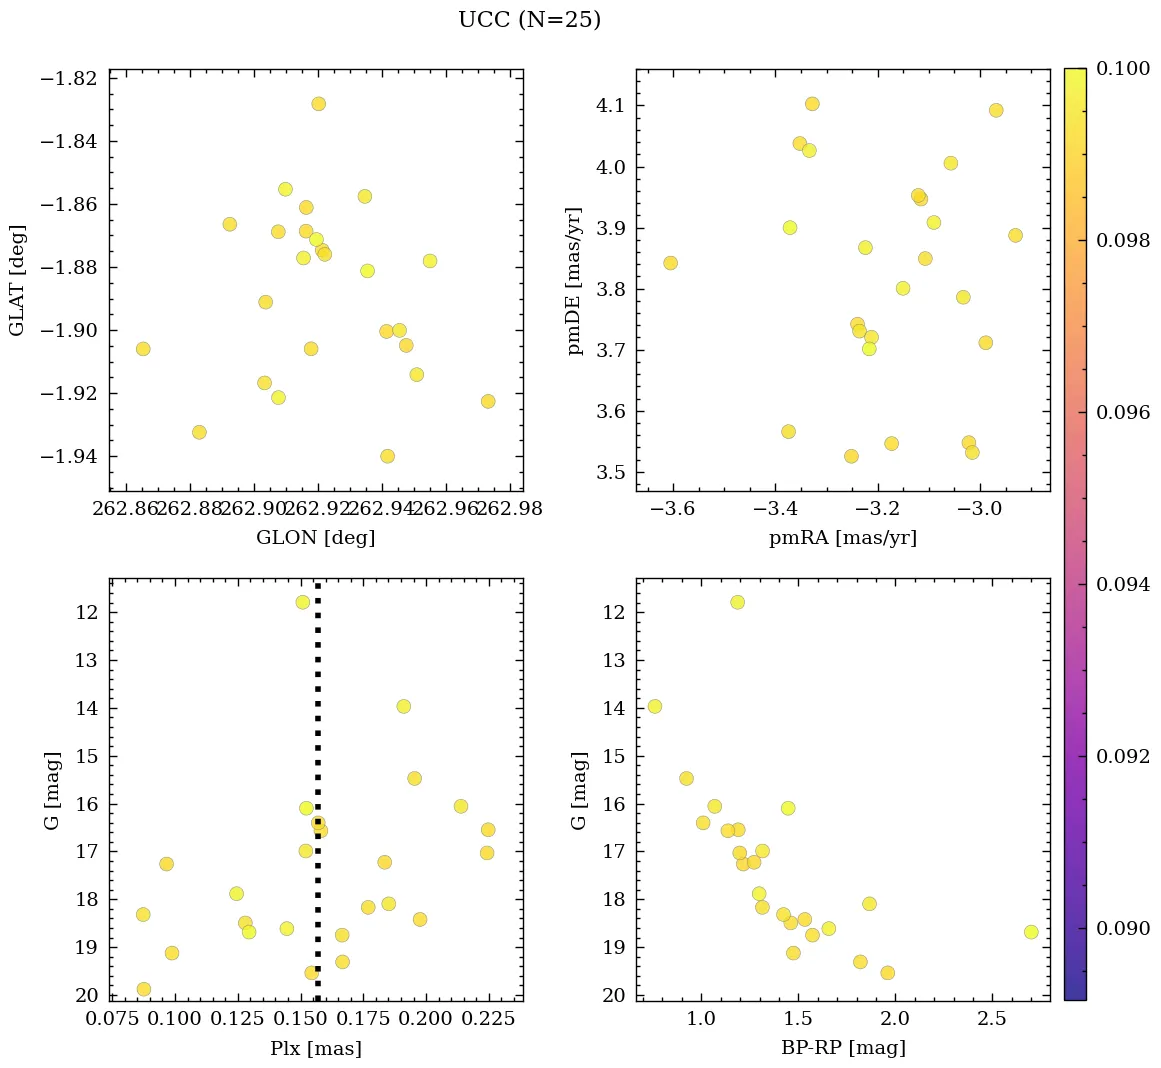 UCC (N=25)
−1.82
−1.84
−1.86
−1.88
−1.90
−1.92
−1.94
GLAT [deg]
262.86 262.88 262.90 262.92 262.94 262.96 262.98
GLON [deg]
4.1
4.0
3.9
3.8
3.7
3.6
3.5
pmDE [mas/yr]
−3.6 −3.4 −3.2 −3.0
pmRA [mas/yr]
12
13
14
15
16
17
18
19
20
G [mag]
0.075 0.100 0.125 0.150 0.175 0.200 0.225
Plx [mas]
12
13
14
15
16
17
18
19
20
G [mag]
1.0 1.5 2.0 2.5
BP-RP [mag]
0.100
0.098
0.096
0.094
0.092
0.090